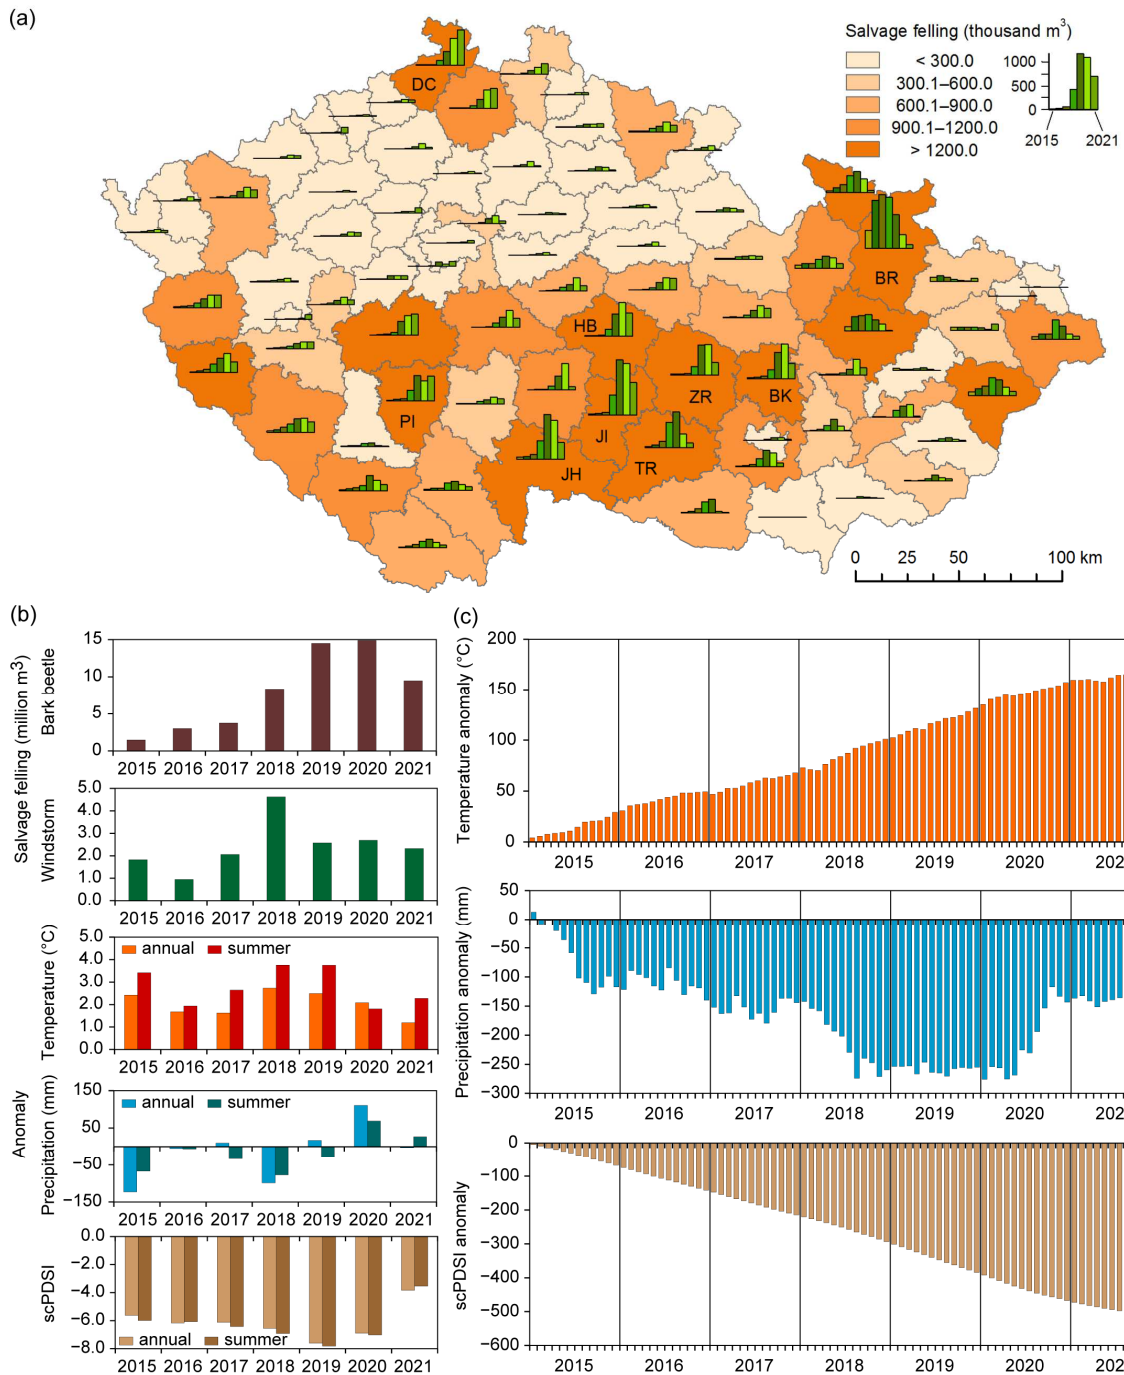 (a)
Salvage felling (thousand m³)
< 300.0
300.1–600.0
600.1–900.0
900.1–1200.0
> 1200.0
1000
500
0
2015
2021
DC
BR
HB
ZR
BK
PI
JI
JH
TR
0 25 50 100 km
(b)
Salvage felling (million m³)
Bark beetle
15
10
5
0
2015 2016 2017 2018 2019 2020 2021
Windstorm
5.0
4.0
3.0
2.0
1.0
0.0
2015 2016 2017 2018 2019 2020 2021
Anomaly
Temperature (°C)
5.0
4.0
3.0
2.0
1.0
0.0
annual summer
2015 2016 2017 2018 2019 2020 2021
Precipitation (mm)
150
50
−50
−150
annual summer
2015 2016 2017 2018 2019 2020 2021
scPDSI
0.0
−2.0
−4.0
−6.0
−8.0
annual summer
2015 2016 2017 2018 2019 2020 2021
(c)
Temperature anomaly (°C)
200
150
100
50
0
2015 2016 2017 2018 2019 2020 202
Precipitation anomaly (mm)
50
0
−50
−100
−150
−200
−250
−300
2015 2016 2017 2018 2019 2020 202
scPDSI anomaly
0
−100
−200
−300
−400
−500
−600
2015 2016 2017 2018 2019 2020 202